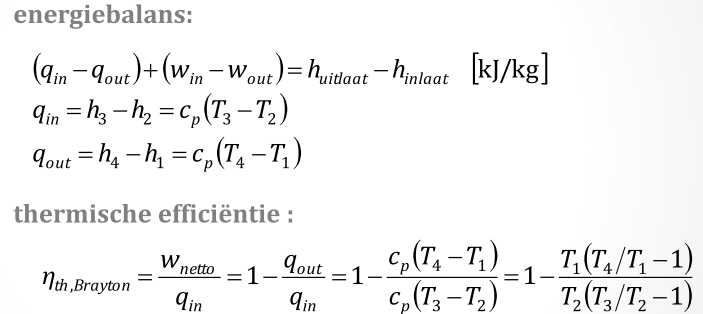 energiebalans:
(q_in − q_out) + (w_in − w_out) = h_uitlaat − h_inlaat [kJ/kg]
q_in = h_3 − h_2 = c_p(T_3 − T_2)
q_out = h_4 − h_1 = c_p(T_4 − T_1)
thermische efficiëntie :
η_th,Brayton = w_netto / q_in = 1 − q_out / q_in = 1 − c_p(T_4 − T_1) / c_p(T_3 − T_2) = 1 − T_1(T_4/T_1 − 1) / T_2(T_3/T_2 − 1)